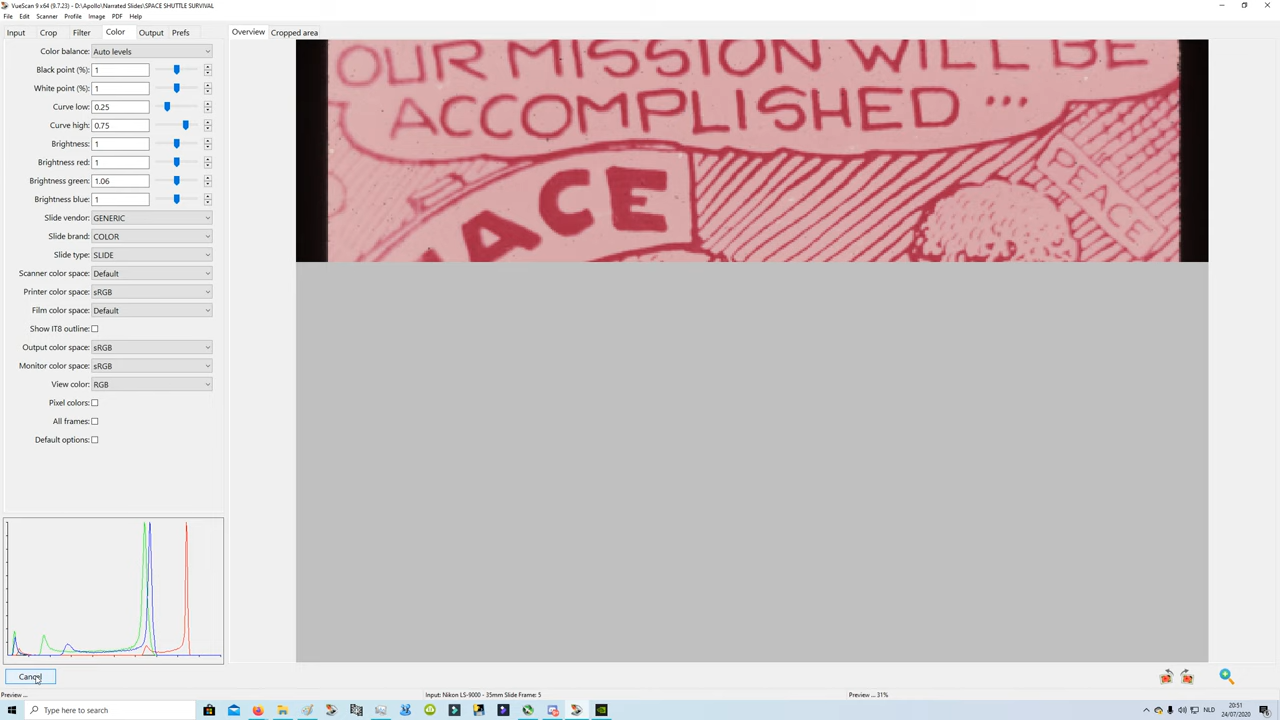 VueScan 9 x64 (9.7.23) - D:\Apollo\Narrated Slides\SPACE SHUTTLE SURVIVAL
File Edit Scanner Profile Image PDF Help
Input Crop Filter Color Output Prefs
Overview Cropped area
Color balance: Auto levels
Black point (%): 1
White point (%): 1
Curve low: 0.25
Curve high: 0.75
Brightness: 1
Brightness red: 1
Brightness green: 1.06
Brightness blue: 1
Slide vendor: GENERIC
Slide brand: COLOR
Slide type: SLIDE
Scanner color space: Default
Printer color space: sRGB
Film color space: Default
Show IT8 outline:
Output color space: sRGB
Monitor color space: sRGB
View color: RGB
Pixel colors:
All frames:
Default options:
OUR MISSION WILL BE
ACCOMPLISHED ...
ACE
PEACE
Cancel
Preview ...
Input: Nikon LS-9000 - 35mm Slide Frame: 5
Preview ... 31%
Type here to search
NLD
20:51
24/07/2020